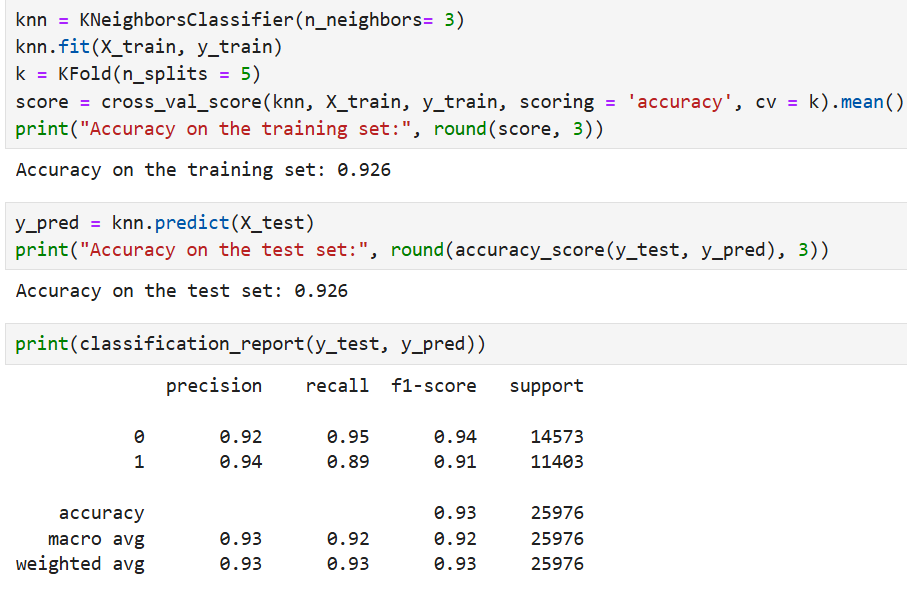 knn = KNeighborsClassifier(n_neighbors= 3)
knn.fit(X_train, y_train)
k = KFold(n_splits = 5)
score = cross_val_score(knn, X_train, y_train, scoring = 'accuracy', cv = k).mean()
print("Accuracy on the training set:", round(score, 3))
Accuracy on the training set: 0.926
y_pred = knn.predict(X_test)
print("Accuracy on the test set:", round(accuracy_score(y_test, y_pred), 3))
Accuracy on the test set: 0.926
print(classification_report(y_test, y_pred))
precision recall f1-score support
0 0.92 0.95 0.94 14573
1 0.94 0.89 0.91 11403
accuracy 0.93 25976
macro avg 0.93 0.92 0.92 25976
weighted avg 0.93 0.93 0.93 25976